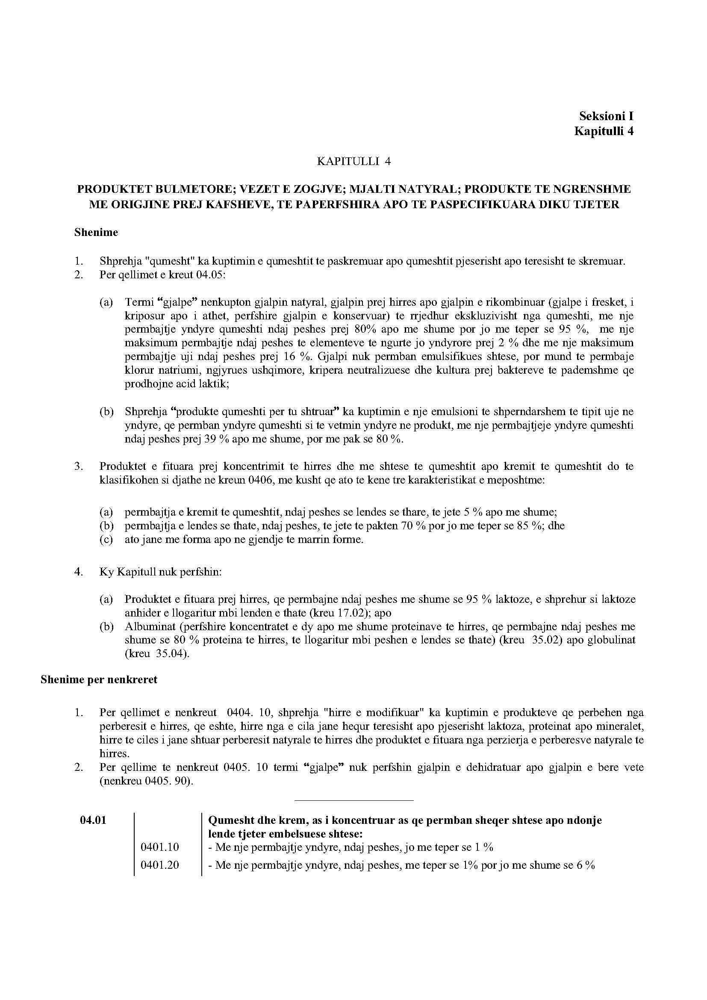 Seksioni I
Kapitulli 4
KAPITULLI 4
PRODUKTET BULMETORE; VEZET E ZOGJVE; MJALTI NATYRAL; PRODUKTE TE NGRENSHME
ME ORIGJINE PREJ KAFSHEVE, TE PAPERFSHIRA APO TE PASPECIFIKUARA DIKU TJETER
Shenime
1. Shprehja "qumesht" ka kuptimin e qumeshtit te paskremuar apo qumeshtit pjeserisht apo teresisht te skremuar.
2. Per qellimet e kreut 04.05:
(a) Termi “gjalpe” nenkupton gjalpin natyral, gjalpin prej hirres apo gjalpin e rikombinuar (gjalpe i fresket, i
kriposur apo i athet, perfshire gjalpin e konservuar) te rrjedhur ekskluzivisht nga qumeshti, me nje
permbajtje yndyre qumeshti ndaj peshes prej 80% apo me shume por jo me teper se 95 %, me nje
maksimum permbajtje ndaj peshes te elementeve te ngurte jo yndyrore prej 2 % dhe me nje maksimum
permbajtje uji ndaj peshes prej 16 %. Gjalpi nuk permban emulsifikues shtese, por mund te permbaje
klorur natriumi, ngjyrues ushqimore, kripera neutralizuese dhe kultura prej baktereve te pademshme qe
prodhojne acid laktik;
(b) Shprehja “produkte qumeshti per tu shtruar” ka kuptimin e nje emulsioni te shperndarshem te tipit uje ne
yndyre, qe permban yndyre qumeshti si te vetmin yndyre ne produkt, me nje permbajtjeje yndyre qumeshti
ndaj peshes prej 39 % apo me shume, por me pak se 80 %.
3. Produktet e fituara prej koncentrimit te hirres dhe me shtese te qumeshtit apo kremit te qumeshtit do te
klasifikohen si djathe ne kreun 0406, me kusht qe ato te kene tre karakteristikat e meposhtme:
(a) permbajtja e kremit te qumeshtit, ndaj peshes se lendes se thare, te jete 5 % apo me shume;
(b) permbajtja e lendes se thate, ndaj peshes, te jete te pakten 70 % por jo me teper se 85 %; dhe
(c) ato jane me forma apo ne gjendje te marrin forme.
4. Ky Kapitull nuk perfshin:
(a) Produktet e fituara prej hirres, qe permbajne ndaj peshes me shume se 95 % laktoze, e shprehur si laktoze
anhider e llogaritur mbi lenden e thate (kreu 17.02); apo
(b) Albuminat (perfshire koncentratet e dy apo me shume proteinave te hirres, qe permbajne ndaj peshes me
shume se 80 % proteina te hirres, te llogaritur mbi peshen e lendes se thate) (kreu 35.02) apo globulinat
(kreu 35.04).
Shenime per nenkreret
1. Per qellimet e nenkreut 0404. 10, shprehja "hirre e modifikuar" ka kuptimin e produkteve qe perbehen nga
perberesit e hirres, qe eshte, hirre nga e cila jane hequr teresisht apo pjeserisht laktoza, proteinat apo mineralet,
hirre te ciles i jane shtuar perberesit natyrale te hirres dhe produktet e fituara nga perzierja e perberesve natyrale te
hirres.
2. Per qellime te nenkreut 0405. 10 termi “gjalpe” nuk perfshin gjalpin e dehidratuar apo gjalpin e bere vete
(nenkreu 0405. 90).
04.01 Qumesht dhe krem, as i koncentruar as qe permban sheqer shtese apo ndonje
lende tjeter embelsuese shtese:
0401.10 - Me nje permbajtje yndyre, ndaj peshes, jo me teper se 1 %
0401.20 - Me nje permbajtje yndyre, ndaj peshes, me teper se 1% por jo me shume se 6 %